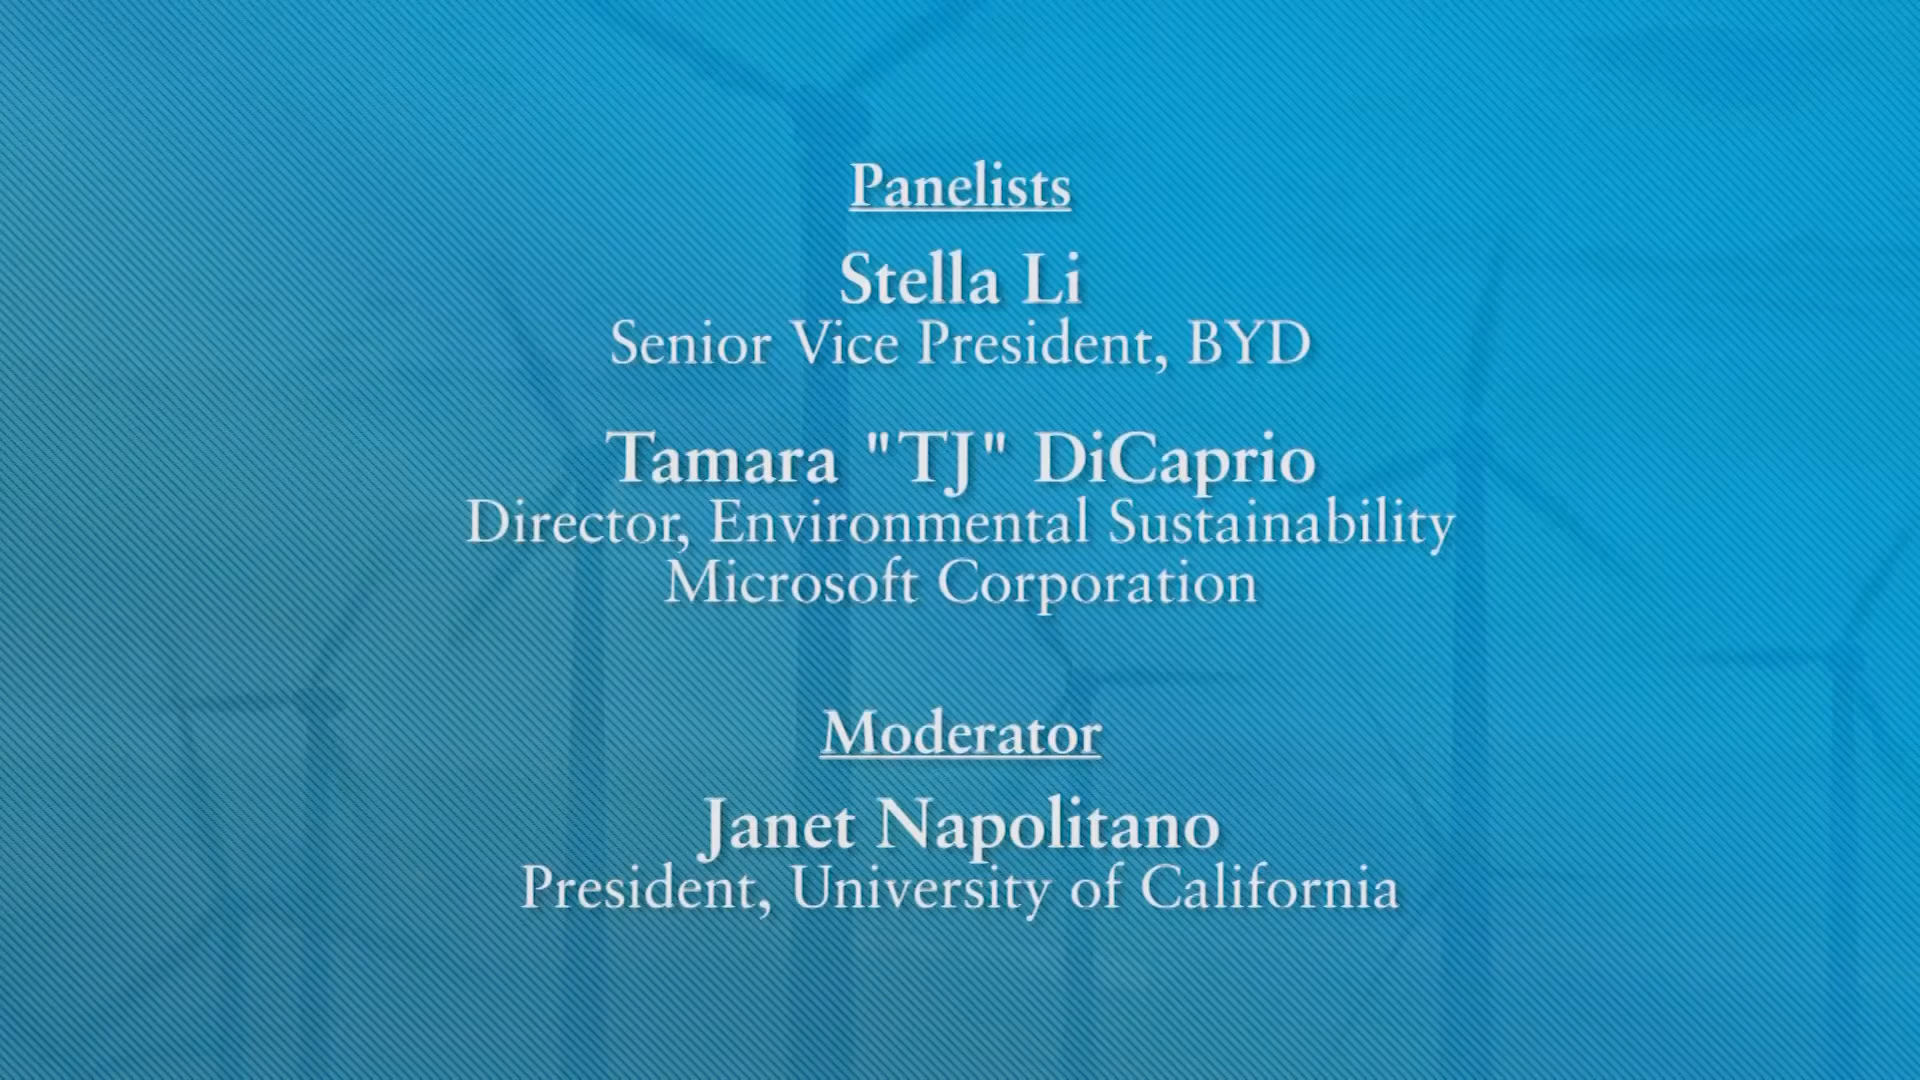 Panelists
Stella Li
Senior Vice President, BYD
Tamara "TJ" DiCaprio
Director, Environmental Sustainability
Microsoft Corporation
Moderator
Janet Napolitano
President, University of California